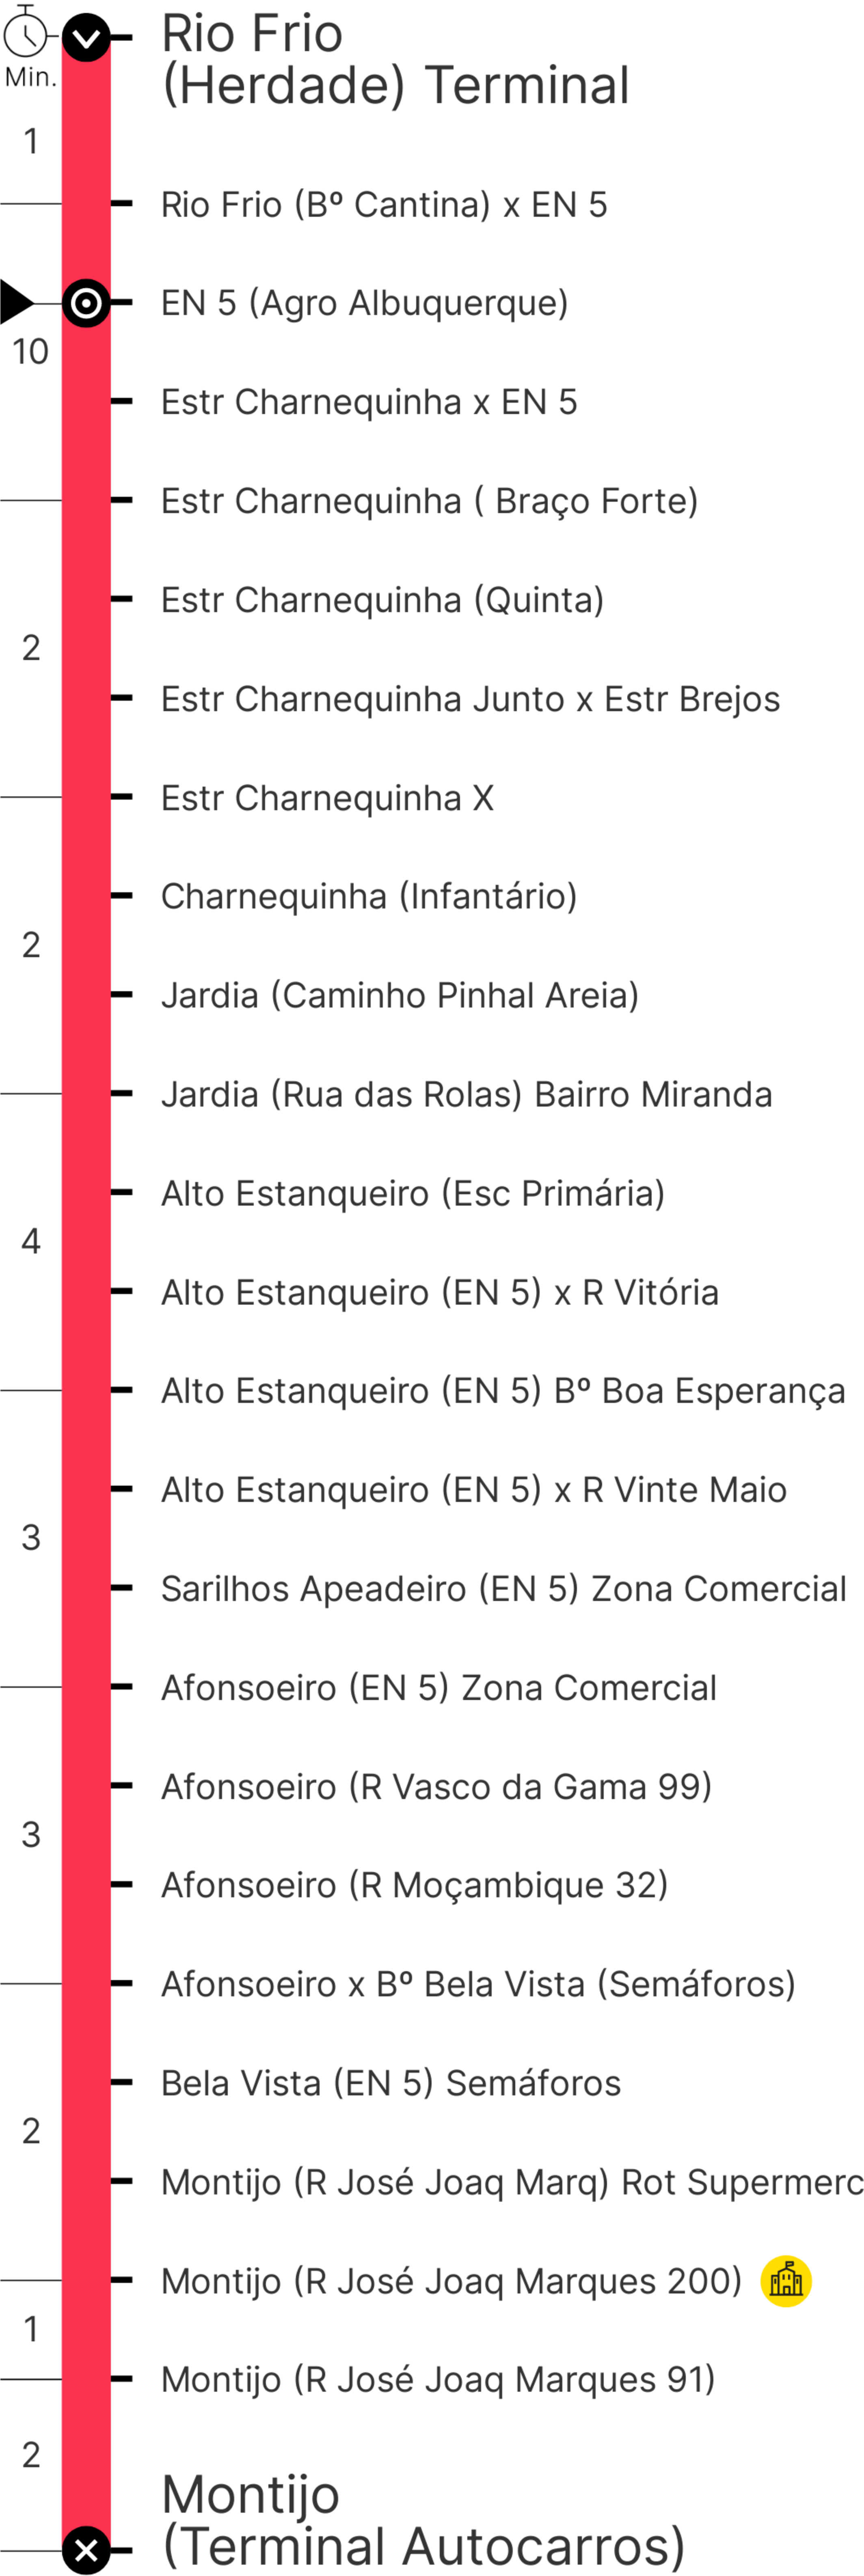 Rio Frio
(Herdade) Terminal
Min.
1
Rio Frio (Bº Cantina) x EN 5
EN 5 (Agro Albuquerque)
10
Estr Charnequinha x EN 5
Estr Charnequinha ( Braço Forte)
Estr Charnequinha (Quinta)
2
Estr Charnequinha Junto x Estr Brejos
Estr Charnequinha X
Charnequinha (Infantário)
2
Jardia (Caminho Pinhal Areia)
Jardia (Rua das Rolas) Bairro Miranda
Alto Estanqueiro (Esc Primária)
4
Alto Estanqueiro (EN 5) x R Vitória
Alto Estanqueiro (EN 5) Bº Boa Esperança
Alto Estanqueiro (EN 5) x R Vinte Maio
3
Sarilhos Apeadeiro (EN 5) Zona Comercial
Afonsoeiro (EN 5) Zona Comercial
Afonsoeiro (R Vasco da Gama 99)
3
Afonsoeiro (R Moçambique 32)
Afonsoeiro x Bº Bela Vista (Semáforos)
Bela Vista (EN 5) Semáforos
2
Montijo (R José Joaq Marq) Rot Supermerc
Montijo (R José Joaq Marques 200)
1
Montijo (R José Joaq Marques 91)
2
Montijo
(Terminal Autocarros)